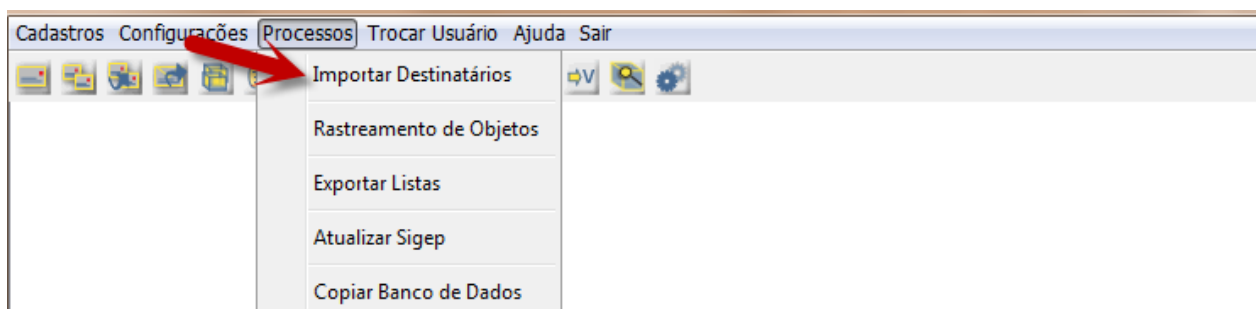 Cadastros Configurações Processos Trocar Usuário Ajuda Sair
Importar Destinatários
V
Rastreamento de Objetos
Exportar Listas
Atualizar Sigep
Copiar Banco de Dados